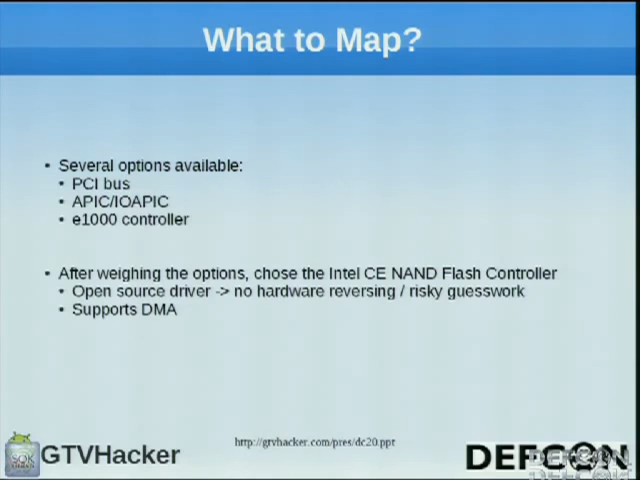 What to Map?
• Several options available:
• PCI bus
• APIC/IOAPIC
• e1000 controller
• After weighing the options, chose the Intel CE NAND Flash Controller
• Open source driver -> no hardware reversing / risky guesswork
• Supports DMA
http://gtvhacker.com/pres/dc20.ppt
GTVHacker
DEFCON
DEFCON